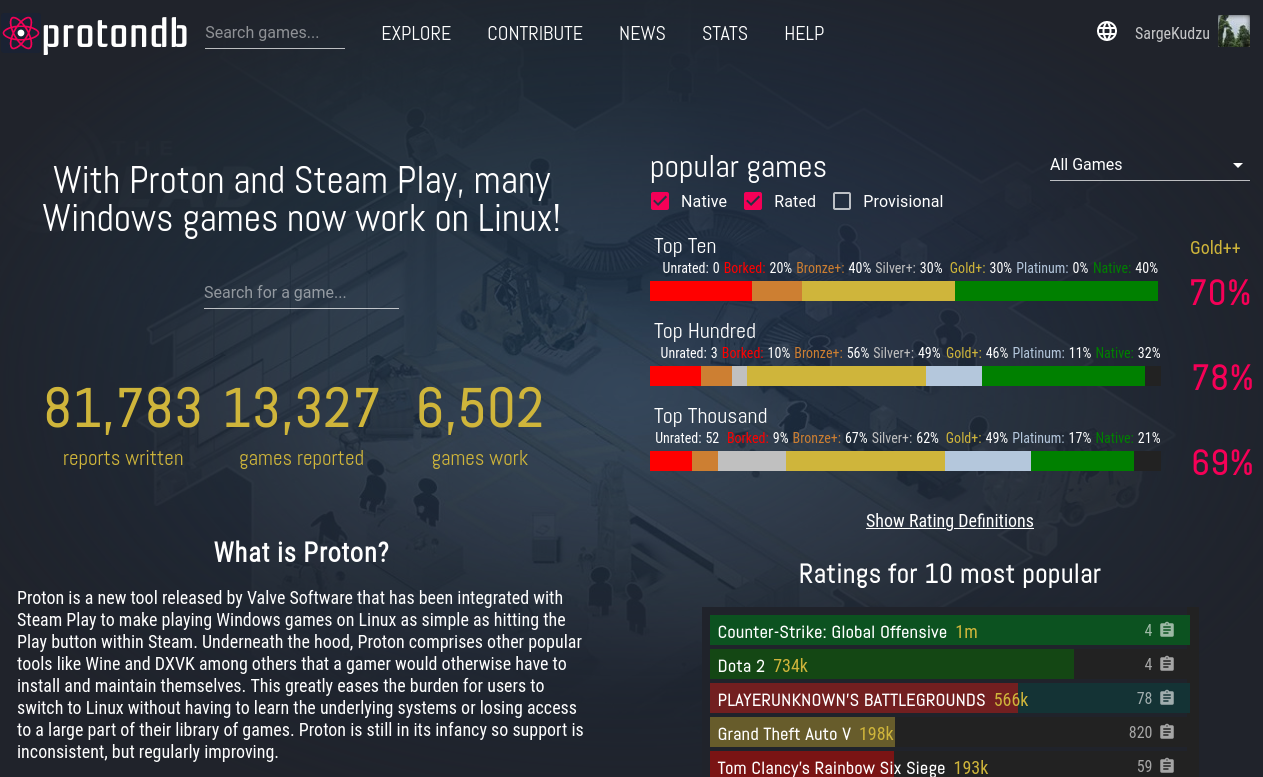 protondb
Search games...
EXPLORE
CONTRIBUTE
NEWS
STATS
HELP
SargeKudzu
With Proton and Steam Play, many
Windows games now work on Linux!
Search for a game...
81,783 13,327 6,502
reports written games reported games work
What is Proton?
Proton is a new tool released by Valve Software that has been integrated with
Steam Play to make playing Windows games on Linux as simple as hitting the
Play button within Steam. Underneath the hood, Proton comprises other popular
tools like Wine and DXVK among others that a gamer would otherwise have to
install and maintain themselves. This greatly eases the burden for users to
switch to Linux without having to learn the underlying systems or losing access
to a large part of their library of games. Proton is still in its infancy so support is
inconsistent, but regularly improving.
popular games
All Games
Native Rated Provisional
Top Ten
Gold++
Unrated: 0 Borked: 20% Bronze+: 40% Silver+: 30% Gold+: 30% Platinum: 0% Native: 40%
70%
Top Hundred
Unrated: 3 Borked: 10% Bronze+: 56% Silver+: 49% Gold+: 46% Platinum: 11% Native: 32%
78%
Top Thousand
Unrated: 52 Borked: 9% Bronze+: 67% Silver+: 62% Gold+: 49% Platinum: 17% Native: 21%
69%
Show Rating Definitions
Ratings for 10 most popular
Counter-Strike: Global Offensive 1m 4
Dota 2 734k 4
PLAYERUNKNOWN'S BATTLEGROUNDS 566k 78
Grand Theft Auto V 198k 820
Tom Clancy's Rainbow Six Siege 193k 59